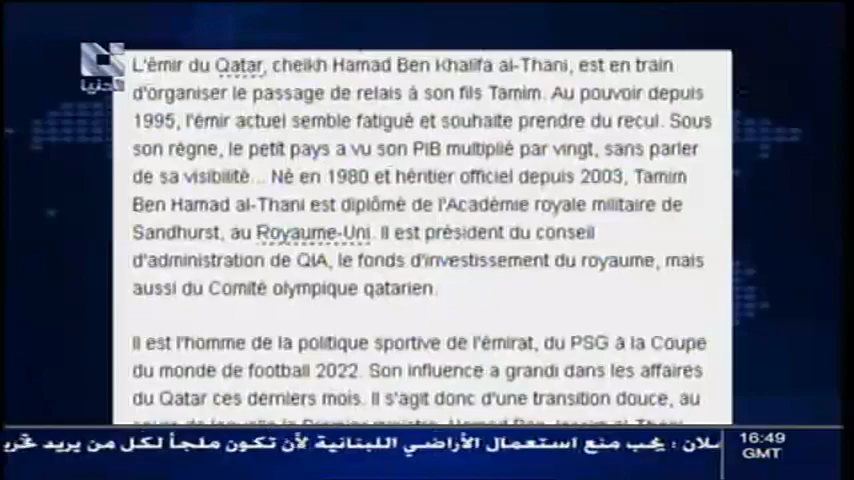 الدنيا
L'émir du Qatar, cheikh Hamad Ben Khalifa al-Thani, est en train
d'organiser le passage de relais à son fils Tamim. Au pouvoir depuis
1995, l'émir actuel semble fatigué et souhaite prendre du recul. Sous
son règne, le petit pays a vu son PIB multiplié par vingt, sans parler
de sa visibilité... Né en 1980 et héritier officiel depuis 2003, Tamim
Ben Hamad al-Thani est diplômé de l'Académie royale militaire de
Sandhurst, au Royaume-Uni. Il est président du conseil
d'administration de QIA, le fonds d'investissement du royaume, mais
aussi du Comité olympique qatarien.
Il est l'homme de la politique sportive de l'émirat, du PSG à la Coupe
du monde de football 2022. Son influence a grandi dans les affaires
du Qatar ces derniers mois. Il s'agit donc d'une transition douce, au
يجب منع استعمال الأراضي اللبنانية لأن تكون ملجأ لكل من يريد
16:49
GMT